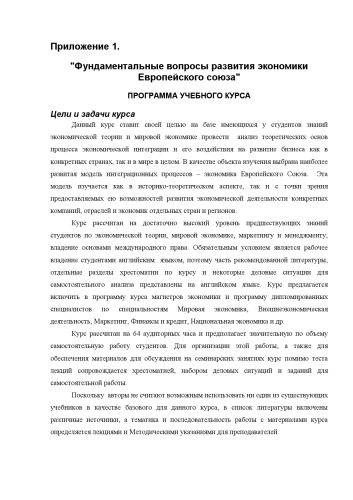 Приложение 1.
"Фундаментальные вопросы развития экономики
Европейского союза"
ПРОГРАММА УЧЕБНОГО КУРСА
Цели и задачи курса
Данный курс ставит своей целью на базе имеющихся у студентов знаний
экономической теории и мировой экономике провести анализ теоретических основ
процесса экономической интеграции и его воздействия на развитие бизнеса как в
конкретных странах, так и в мире в целом. В качестве объекта изучения выбрана наиболее
развитая модель интеграционных процессов – экономика Европейского Союза. Эта
модель изучается как в историко-теоретическом аспекте, так и с точки зрения
предоставляемых ею возможностей развития экономической деятельности конкретных
компаний, отраслей и экономик отдельных стран и регионов.
Курс рассчитан на достаточно высокий уровень предшествующих знаний
студентов по экономической теории, мировой экономике, маркетингу и менеджменту,
владение основами международного права. Обязательным условием является рабочее
владение студентами английским языком, поэтому часть рекомендованной литературы,
отдельные разделы хрестоматии по курсу и некоторые деловые ситуации для
самостоятельного анализа представлены на английском языке. Курс предлагается
включить в программу курса магистров экономики и программу дипломированных
специалистов по специальностям Мировая экономика, Внешнеэкономическая
деятельность, Маркетинг, Финансы и кредит, Национальная экономика и др.
Курс рассчитан на 64 аудиторных часа и предполагает значительную по объему
самостоятельную работу студентов. Для организации этой работы, а также для
обеспечения материалов для обсуждения на семинарских занятиях курс помимо теста
лекций сопровождается хрестоматией, набором деловых ситуаций и заданий для
самостоятельной работы.
Поскольку авторы не считают возможным использовать ни один из существующих
учебников в качестве базового для данного курса, в список литературы включены
различные источники, а тематика и последовательность работы с материалами курса
определяется лекциями и Методическими указаниями для преподавателей.